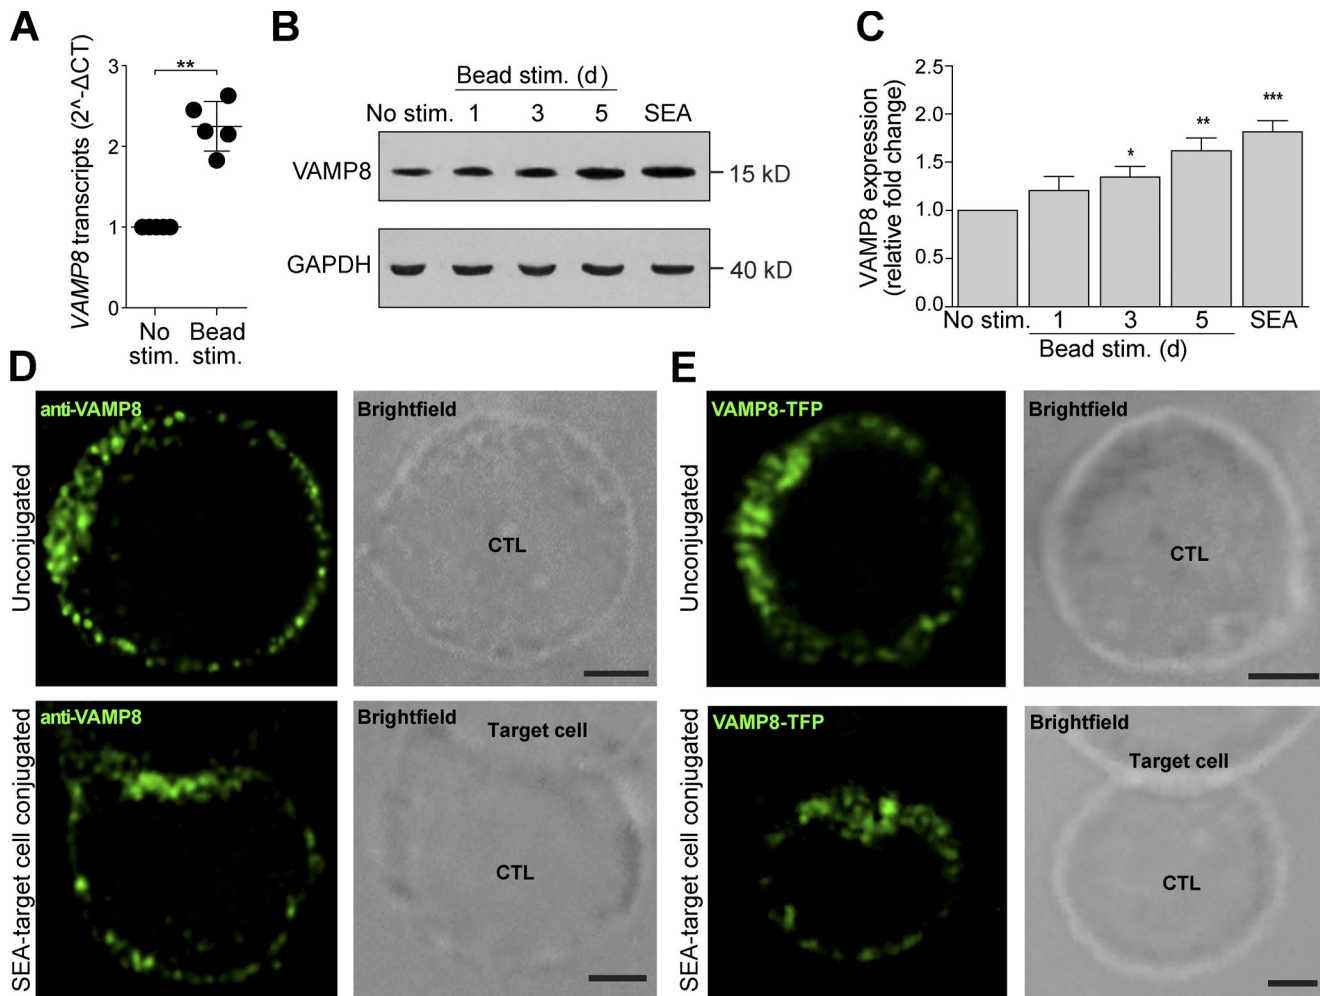 A
VAMP8 transcripts (2^-ΔCT)
3
2
1
0
**
No
stim.
Bead
stim.
B
Bead stim. (d)
No stim. 1 3 5 SEA
VAMP8
15 kD
GAPDH
40 kD
C
VAMP8 expression
(relative fold change)
2.5
2.0
1.5
1.0
0.5
0.0
*
**
***
No stim. 1 3 5 SEA
Bead stim. (d)
D
Unconjugated
anti-VAMP8
Brightfield
CTL
SEA-target cell conjugated
anti-VAMP8
Brightfield
Target cell
CTL
E
Unconjugated
VAMP8-TFP
Brightfield
CTL
SEA-target cell conjugated
VAMP8-TFP
Brightfield
Target cell
CTL